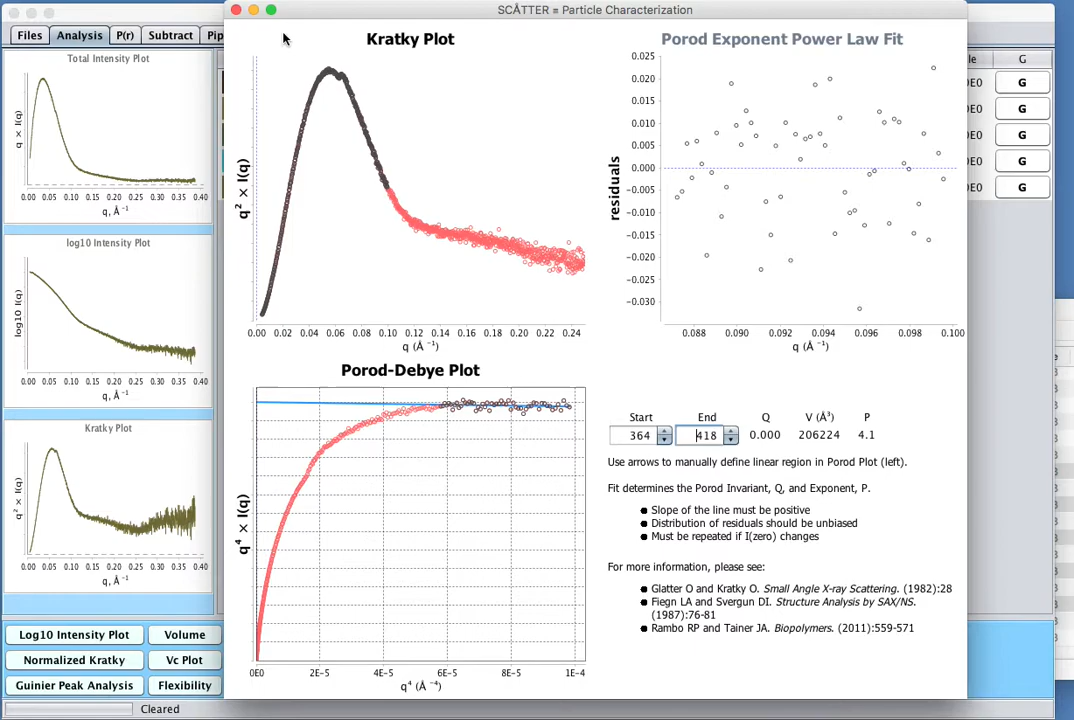 SCÅTTER ≡ Particle Characterization
Files
Analysis
P(r)
Subtract
Pip
le
G
0E0
G
0E0
G
0E0
G
0E0
G
0E0
G
Total Intensity Plot
q × I(q)
0.00 0.05 0.10 0.15 0.20 0.25 0.30 0.35 0.40
q, Å ⁻¹
log10 Intensity Plot
log10 I(q)
0.00 0.05 0.10 0.15 0.20 0.25 0.30 0.35 0.40
q, Å ⁻¹
Kratky Plot
q² × I(q)
0.00 0.05 0.10 0.15 0.20 0.25 0.30 0.35 0.40
q, Å ⁻¹
Log10 Intensity Plot
Volume
Normalized Kratky
Vc Plot
Guinier Peak Analysis
Flexibility
Cleared
Kratky Plot
q² × I(q)
0.00 0.02 0.04 0.06 0.08 0.10 0.12 0.14 0.16 0.18 0.20 0.22 0.24
q (Å ⁻¹)
Porod Exponent Power Law Fit
residuals
0.025
0.020
0.015
0.010
0.005
0.000
-0.005
-0.010
-0.015
-0.020
-0.025
-0.030
0.088 0.090 0.092 0.094 0.096 0.098 0.100
q (Å ⁻¹)
Porod-Debye Plot
q⁴ × I(q)
0E0 2E-5 4E-5 6E-5 8E-5 1E-4
q⁴ (Å ⁻⁴)
Start End Q V (Å³) P
364 418 0.000 206224 4.1
Use arrows to manually define linear region in Porod Plot (left).
Fit determines the Porod Invariant, Q, and Exponent, P.
● Slope of the line must be positive
● Distribution of residuals should be unbiased
● Must be repeated if I(zero) changes
For more information, please see:
● Glatter O and Kratky O. Small Angle X-ray Scattering. (1982):28
● Fiegn LA and Svergun DI. Structure Analysis by SAX/NS.
(1987):76-81
● Rambo RP and Tainer JA. Biopolymers. (2011):559-571